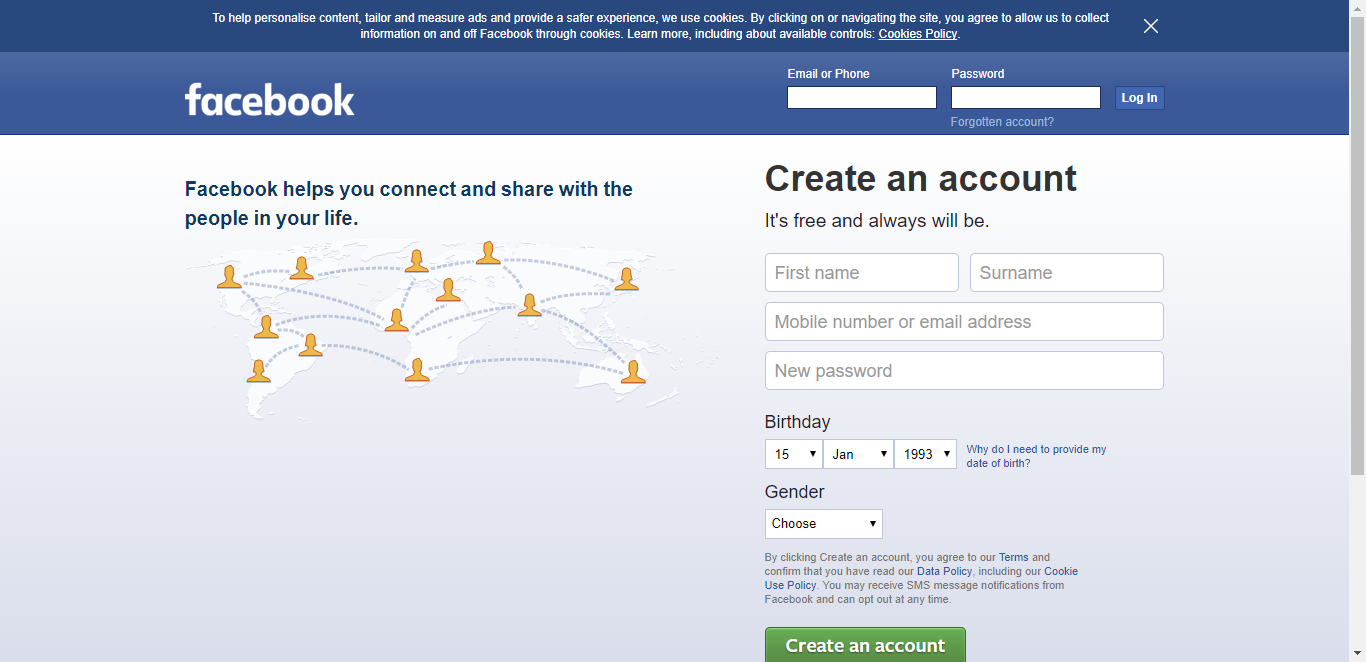 To help personalise content, tailor and measure ads and provide a safer experience, we use cookies. By clicking on or navigating the site, you agree to allow us to collect
information on and off Facebook through cookies. Learn more, including about available controls: Cookies Policy.
facebook
Email or Phone
Password
Log In
Forgotten account?
Facebook helps you connect and share with the
people in your life.
Create an account
It's free and always will be.
First name
Surname
Mobile number or email address
New password
Birthday
15
Jan
1993
Why do I need to provide my
date of birth?
Gender
Choose
By clicking Create an account, you agree to our Terms and
confirm that you have read our Data Policy, including our Cookie
Use Policy. You may receive SMS message notifications from
Facebook and can opt out at any time.
Create an account